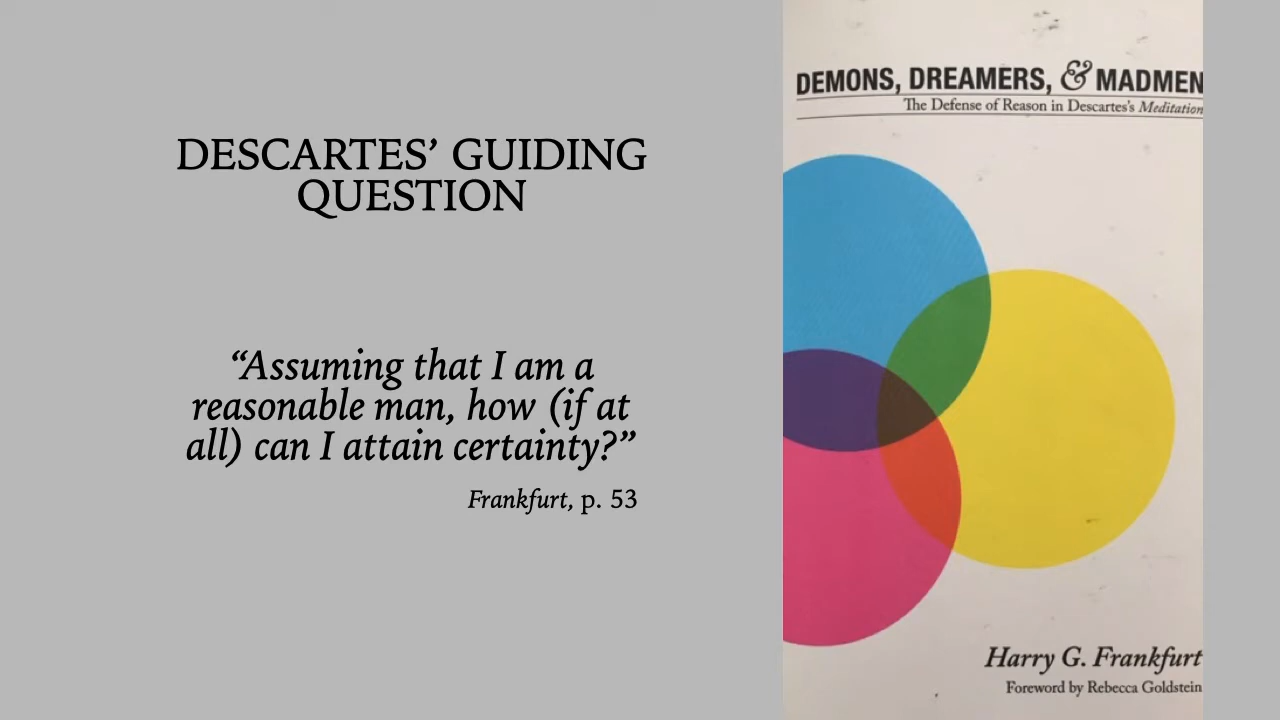 DESCARTES’ GUIDING
QUESTION
“Assuming that I am a
reasonable man, how (if at
all) can I attain certainty?”
Frankfurt, p. 53
DEMONS, DREAMERS, & MADMEN
The Defense of Reason in Descartes's Meditation
Harry G. Frankfurt
Foreword by Rebecca Goldstein